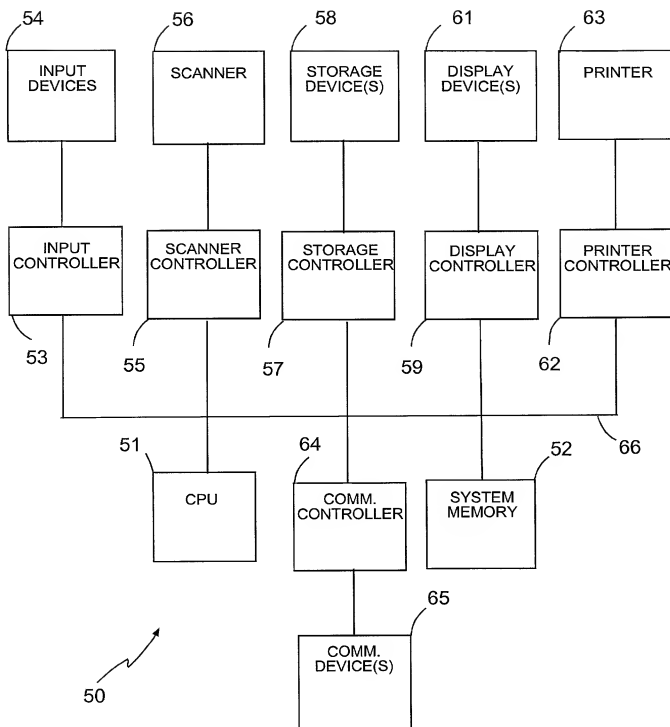 54
56
58
61
63
INPUT
DEVICES
SCANNER
STORAGE
DEVICE(S)
DISPLAY
DEVICE(S)
PRINTER
INPUT
CONTROLLER
SCANNER
CONTROLLER
STORAGE
CONTROLLER
DISPLAY
CONTROLLER
PRINTER
CONTROLLER
53
55
57
59
62
66
51
64
52
CPU
COMM.
CONTROLLER
SYSTEM
MEMORY
65
COMM.
DEVICE(S)
50